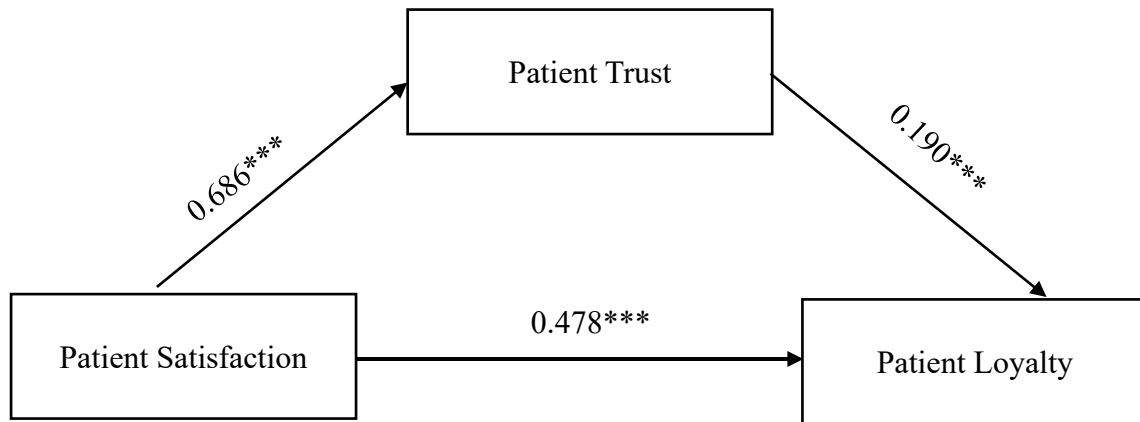 Patient Trust
0.686***
0.190***
0.478***
Patient Satisfaction
Patient Loyalty